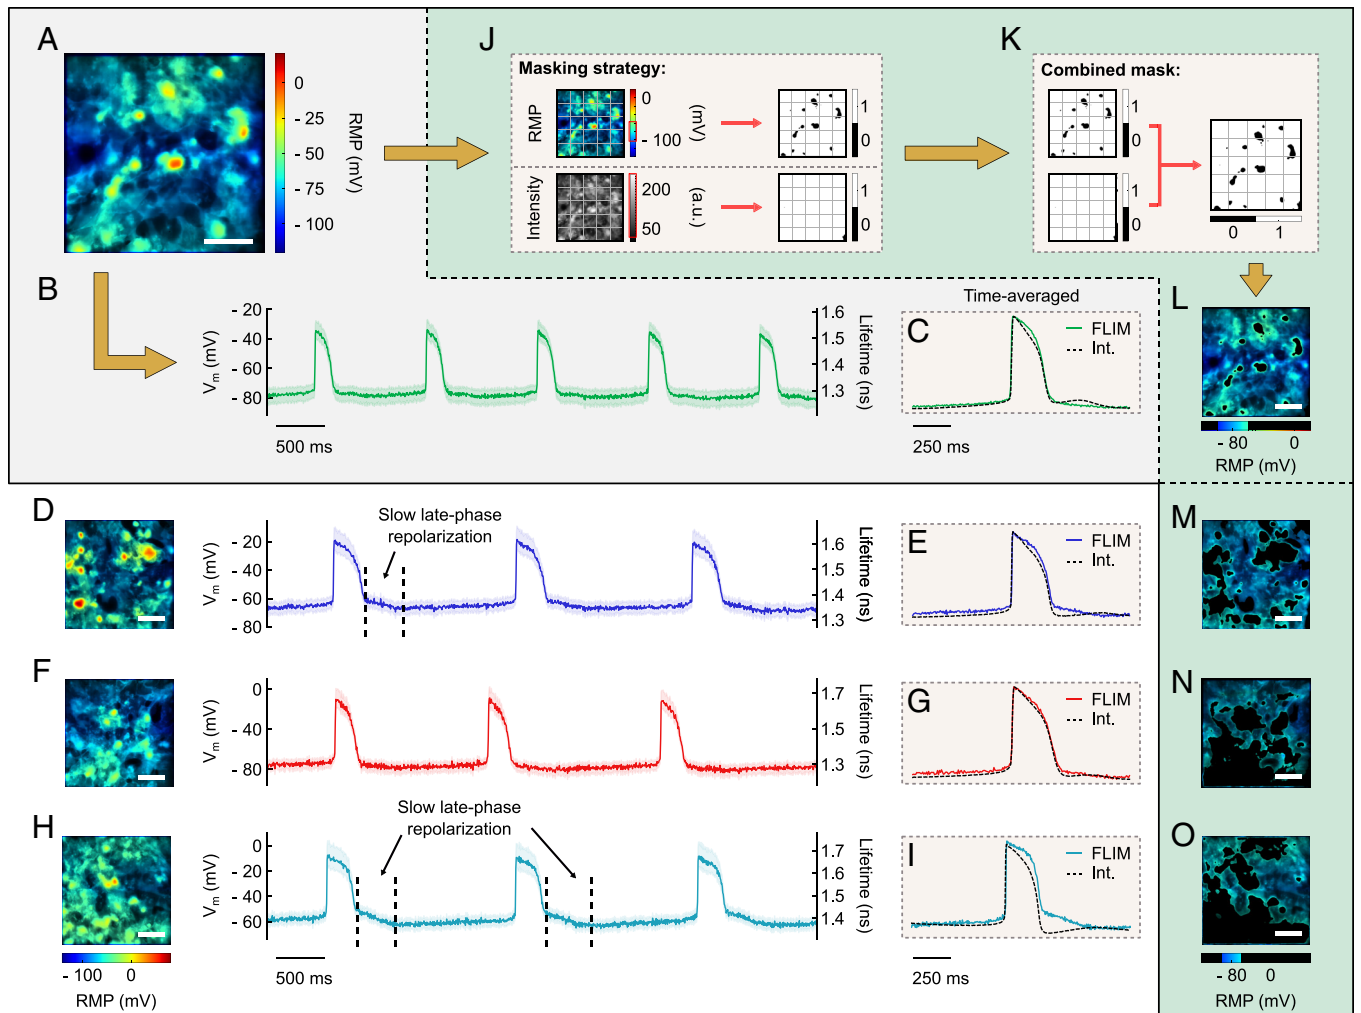 A
0
- 25
- 50
- 75
- 100
RMP (mV)
J
Masking strategy:
RMP
0
- 100
(mV)
1
0
Intensity
200
50
(a.u.)
1
0
K
Combined mask:
1
0
1
0
0 1
B
- 20
- 40
- 60
- 80
Vm (mV)
1.6
1.5
1.4
1.3
Lifetime (ns)
500 ms
Time-averaged
C
FLIM
Int.
250 ms
L
- 80 0
RMP (mV)
D
- 20
- 40
- 60
- 80
Vm (mV)
Slow late-phase
repolarization
1.6
1.5
1.4
1.3
Lifetime (ns)
E
FLIM
Int.
M
F
0
- 40
- 80
Vm (mV)
1.7
1.5
1.3
Lifetime (ns)
G
FLIM
Int.
N
H
- 100 0
RMP (mV)
Slow late-phase
repolarization
0
- 20
- 40
- 60
Vm (mV)
1.7
1.6
1.5
1.4
Lifetime (ns)
500 ms
I
FLIM
Int.
250 ms
O
- 80 0
RMP (mV)